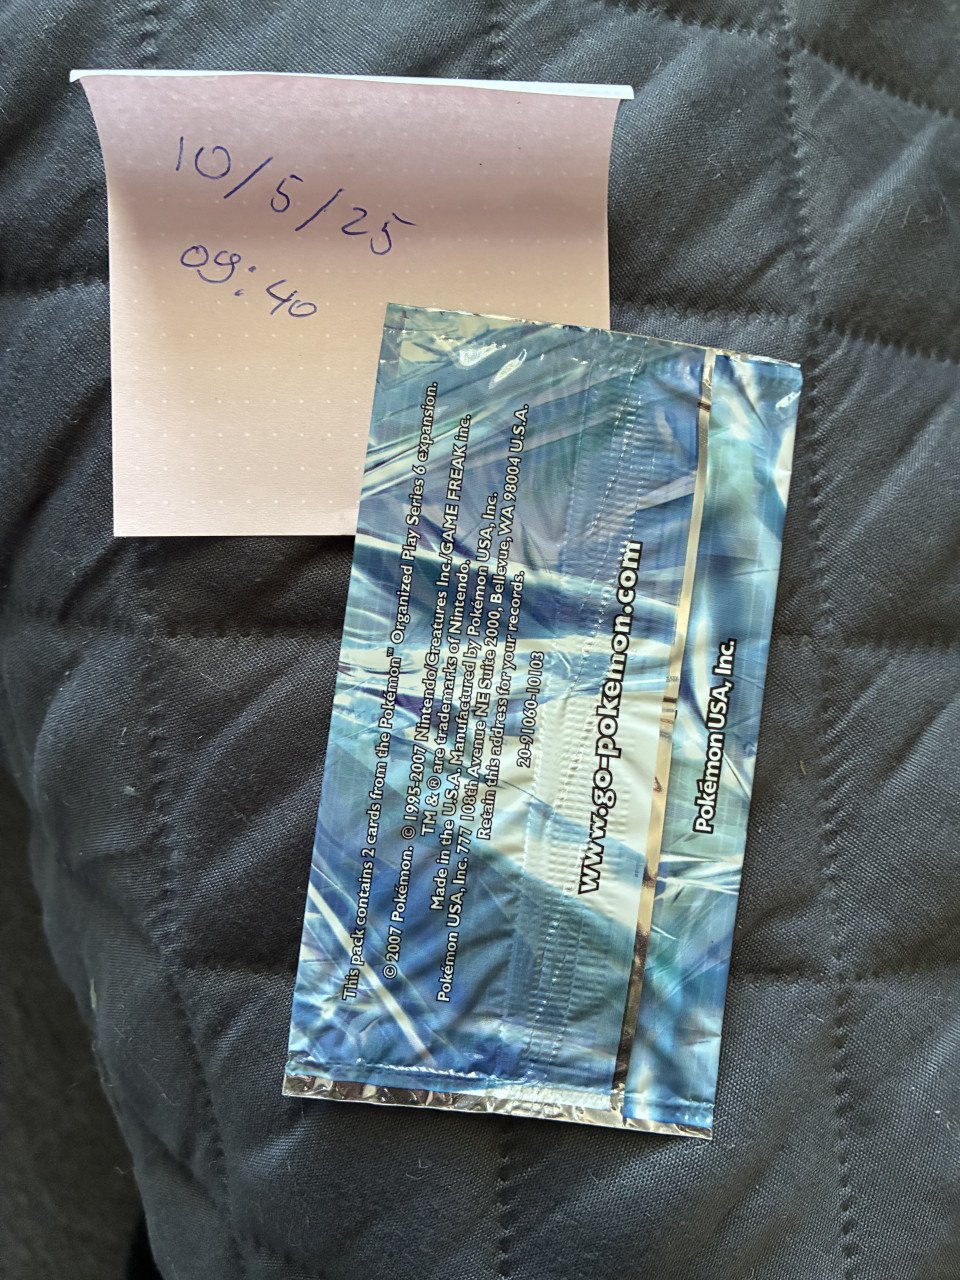 10/5/25
09:40
This pack contains 2 cards from the Pokémon™ Organized Play Series 6 expansion.
©2007 Pokémon. © 1995-2007 Nintendo/Creatures Inc./GAME FREAK inc.
TM & ® are trademarks of Nintendo.
Made in the U.S.A. Manufactured by Pokémon USA, Inc.
Pokémon USA, Inc. 777 108th Avenue NE Suite 2000, Bellevue, WA 98004 U.S.A.
Retain this address for your records.
20-91060-10103
www.go-pokemon.com
Pokémon USA, Inc.